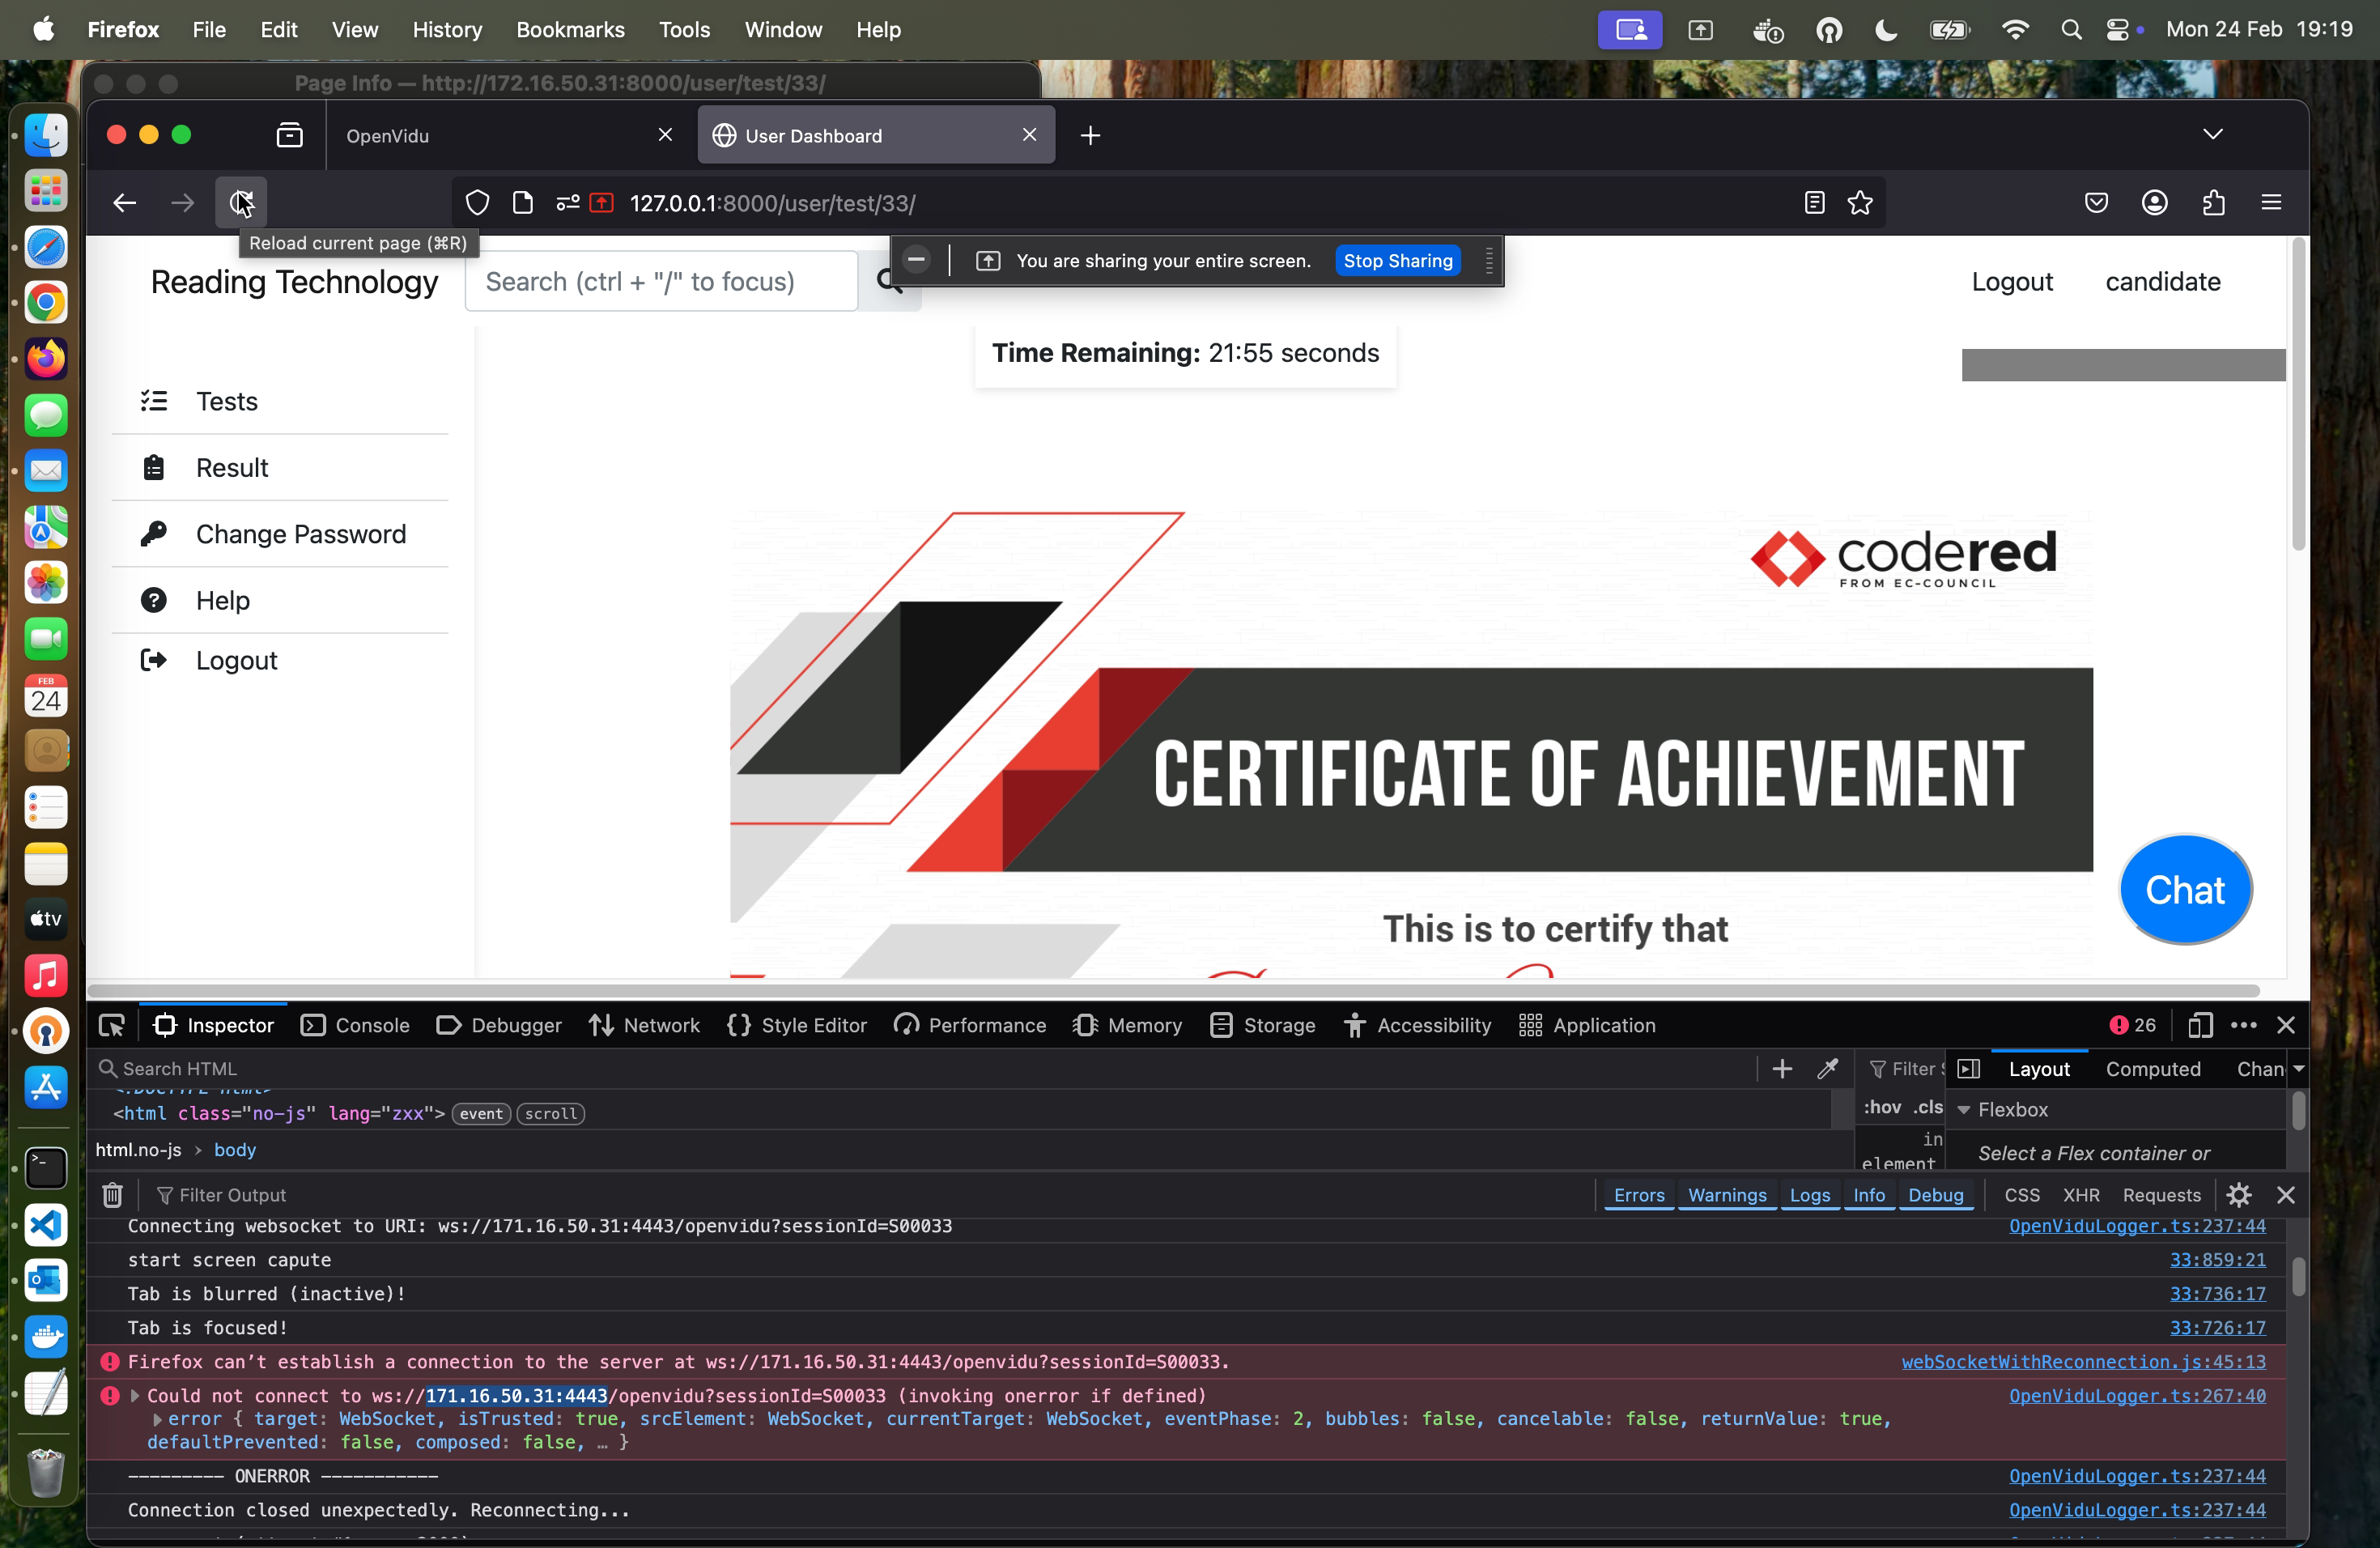 Firefox File Edit View History Bookmarks Tools Window Help Mon 24 Feb 19:19
Page Info — http://172.16.50.31:8000/user/test/33/
OpenVidu User Dashboard
127.0.0.1:8000/user/test/33/
Reload current page (⌘R)
You are sharing your entire screen. Stop Sharing
Reading Technology Search (ctrl + "/" to focus) Logout candidate
Time Remaining: 21:55 seconds
Tests
Result
Change Password
Help
Logout
codered
FROM EC-COUNCIL
CERTIFICATE OF ACHIEVEMENT
This is to certify that
Chat
FEB
24
tv
Inspector Console Debugger Network Style Editor Performance Memory Storage Accessibility Application 26
Search HTML Filter Layout Computed Chan
<html class="no-js" lang="zxx"> event scroll :hov .cls Flexbox
html.no-js > body in Select a Flex container or
element
Filter Output Errors Warnings Logs Info Debug CSS XHR Requests
Connecting websocket to URI: ws://171.16.50.31:4443/openvidu?sessionId=S00033 OpenViduLogger.ts:237:44
start screen capute 33:859:21
Tab is blurred (inactive)! 33:736:17
Tab is focused! 33:726:17
Firefox can’t establish a connection to the server at ws://171.16.50.31:4443/openvidu?sessionId=S00033. webSocketWithReconnection.js:45:13
Could not connect to ws://171.16.50.31:4443/openvidu?sessionId=S00033 (invoking onerror if defined) OpenViduLogger.ts:267:40
error { target: WebSocket, isTrusted: true, srcElement: WebSocket, currentTarget: WebSocket, eventPhase: 2, bubbles: false, cancelable: false, returnValue: true,
defaultPrevented: false, composed: false, … }
--------- ONERROR ----------- OpenViduLogger.ts:237:44
Connection closed unexpectedly. Reconnecting... OpenViduLogger.ts:237:44